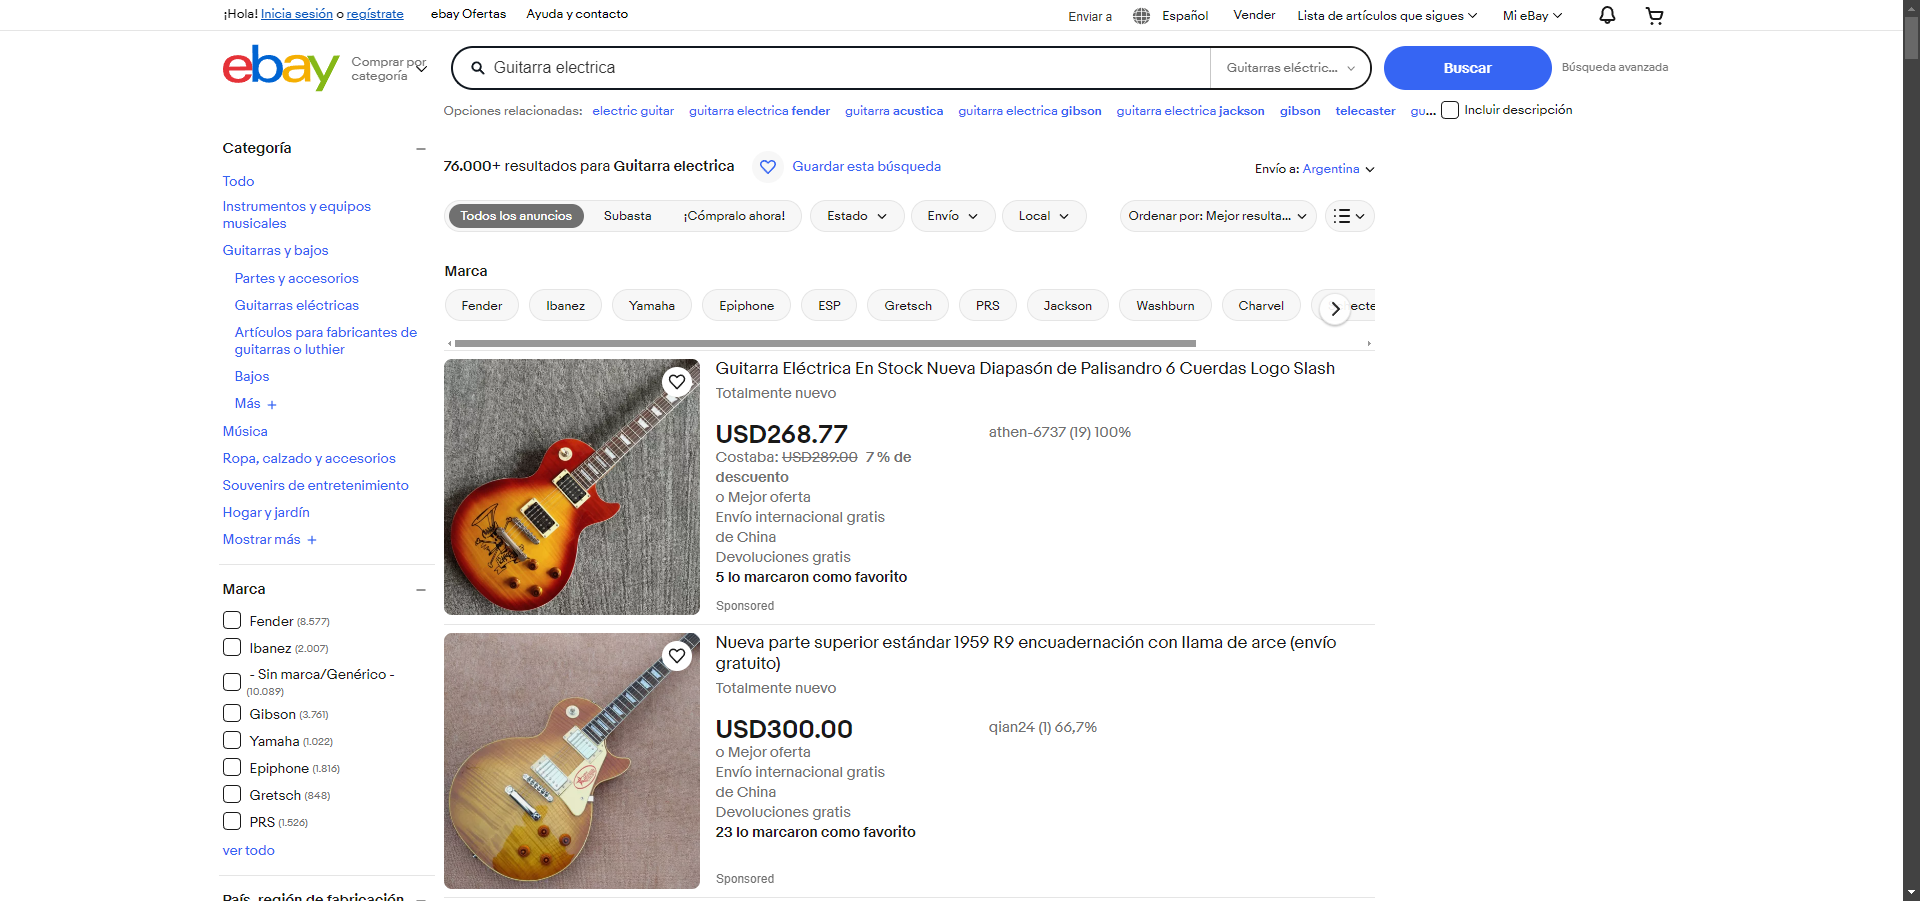 ¡Hola! Inicia sesión o regístrate
ebay Ofertas
Ayuda y contacto
Enviar a
Español
Vender
Lista de artículos que sigues
Mi eBay
ebay
Comprar por
categoría
Guitarra electrica
Guitarras eléctric...
Buscar
Búsqueda avanzada
Opciones relacionadas: electric guitar guitarra electrica fender guitarra acustica guitarra electrica gibson guitarra electrica jackson gibson telecaster gu...
Incluir descripción
Categoría
Todo
Instrumentos y equipos
musicales
Guitarras y bajos
Partes y accesorios
Guitarras eléctricas
Artículos para fabricantes de
guitarras o luthier
Bajos
Más +
Música
Ropa, calzado y accesorios
Souvenirs de entretenimiento
Hogar y jardín
Mostrar más +
Marca
Fender (8.577)
Ibanez (2.007)
- Sin marca/Genérico -
(10.089)
Gibson (3.761)
Yamaha (1.022)
Epiphone (1.816)
Gretsch (848)
PRS (1.526)
ver todo
País, región de fabricación
76.000+ resultados para Guitarra electrica
Guardar esta búsqueda
Envío a: Argentina
Todos los anuncios
Subasta
¡Cómpralo ahora!
Estado
Envío
Local
Ordenar por: Mejor resulta...
Marca
Fender
Ibanez
Yamaha
Epiphone
ESP
Gretsch
PRS
Jackson
Washburn
Charvel
ecte
Guitarra Eléctrica En Stock Nueva Diapasón de Palisandro 6 Cuerdas Logo Slash
Totalmente nuevo
USD268.77
athen-6737 (19) 100%
Costaba: USD289.00 7 % de
descuento
o Mejor oferta
Envío internacional gratis
de China
Devoluciones gratis
5 lo marcaron como favorito
Sponsored
Nueva parte superior estándar 1959 R9 encuadernación con llama de arce (envío
gratuito)
Totalmente nuevo
USD300.00
qian24 (1) 66,7%
o Mejor oferta
Envío internacional gratis
de China
Devoluciones gratis
23 lo marcaron como favorito
Sponsored